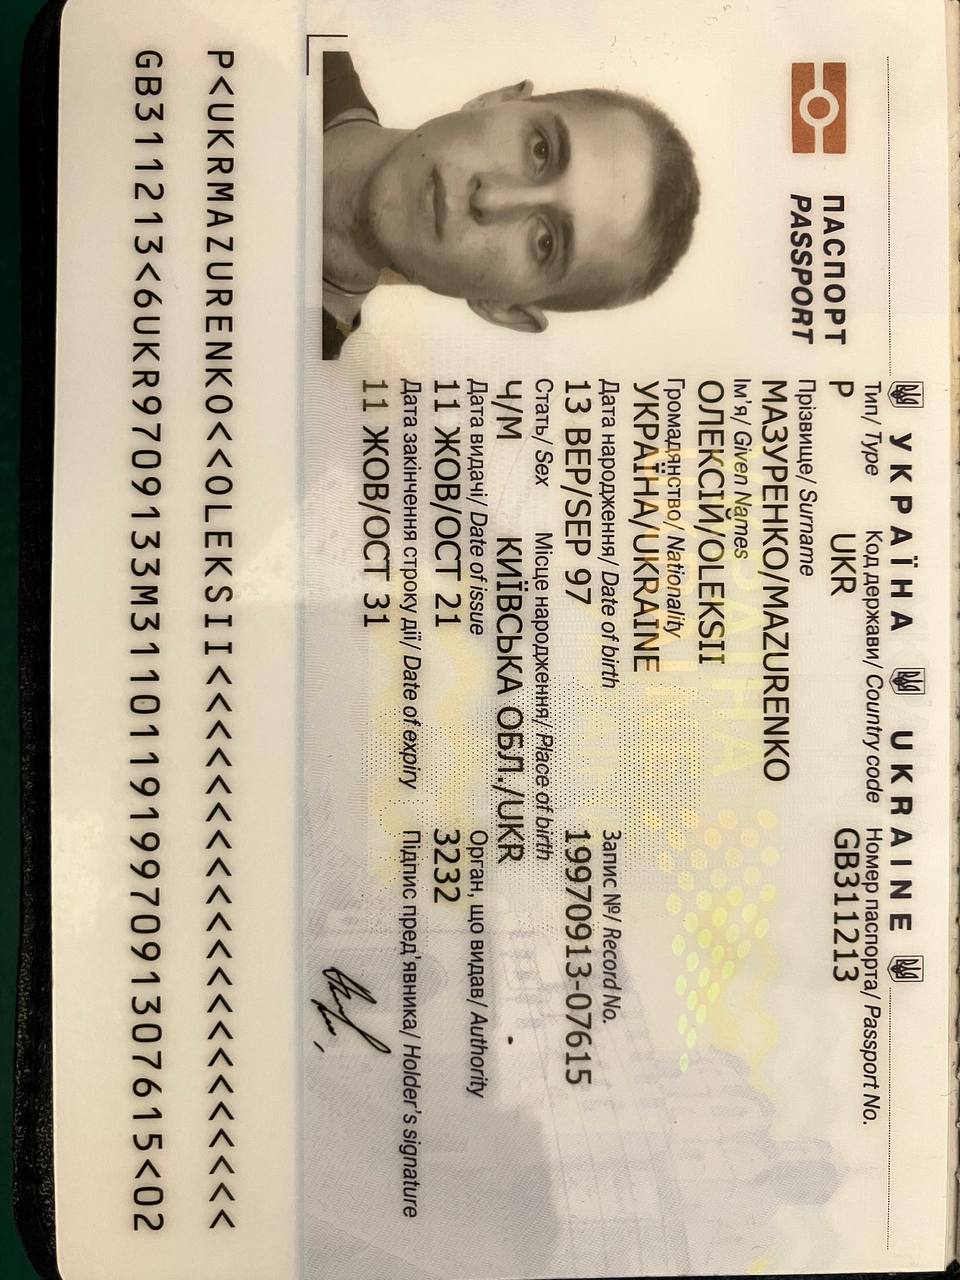 УКРАЇНА UKRAINE
ПАСПОРТ
PASSPORT
Тип/ Type Код держави/ Country code Номер паспорта/ Passport No.
P UKR GB311213
Прізвище/ Surname
МАЗУРЕНКО/MAZURENKO
Ім'я/ Given Names
ОЛЕКСІЙ/OLEKSII
Громадянство/ Nationality
УКРАЇНА/UKRAINE
Дата народження/ Date of birth Запис №/ Record No.
13 ВЕР/SEP 97 19970913-07615
Стать/ Sex Місце народження/ Place of birth
Ч/M КИЇВСЬКА ОБЛ./UKR
Дата видачі/ Date of issue Орган, що видав/ Authority
11 ЖОВ/OCT 21 3232
Дата закінчення строку дії/ Date of expiry Підпис пред'явника/ Holder's signature
11 ЖОВ/OCT 31
P<UKRMAZURENKO<<OLEKSII<<<<<<<<<<<<<<<<<<<<<
GB311213<6UKR9709133M31101191997091307615<02